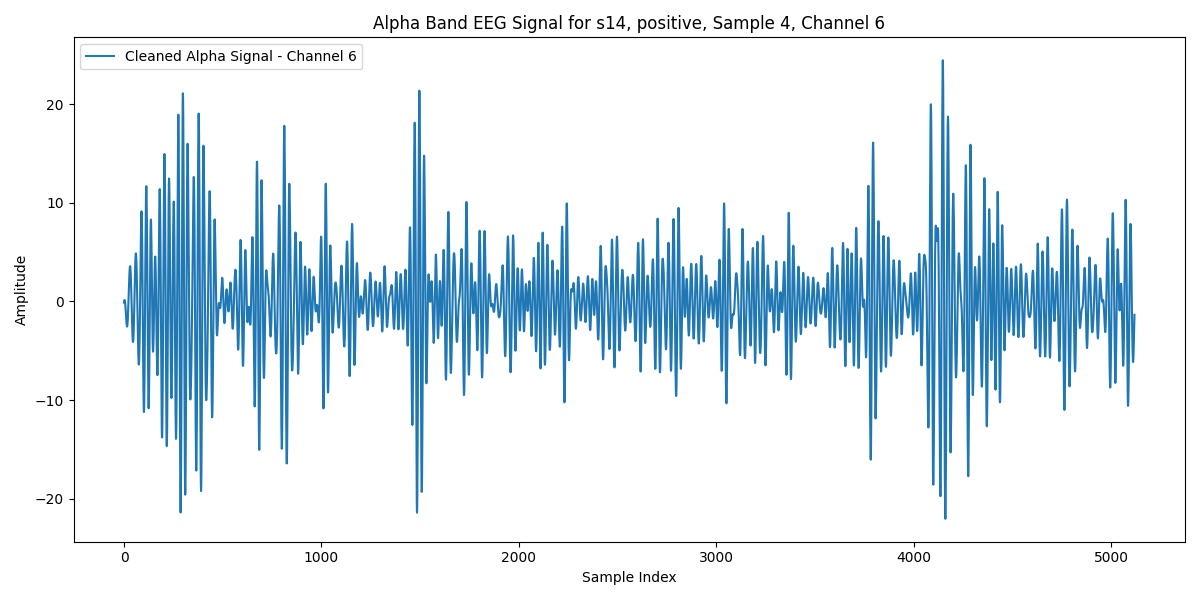 Alpha Band EEG Signal for s14, positive, Sample 4, Channel 6
Cleaned Alpha Signal - Channel 6
Amplitude
20
10
0
−10
−20
0 1000 2000 3000 4000 5000
Sample Index